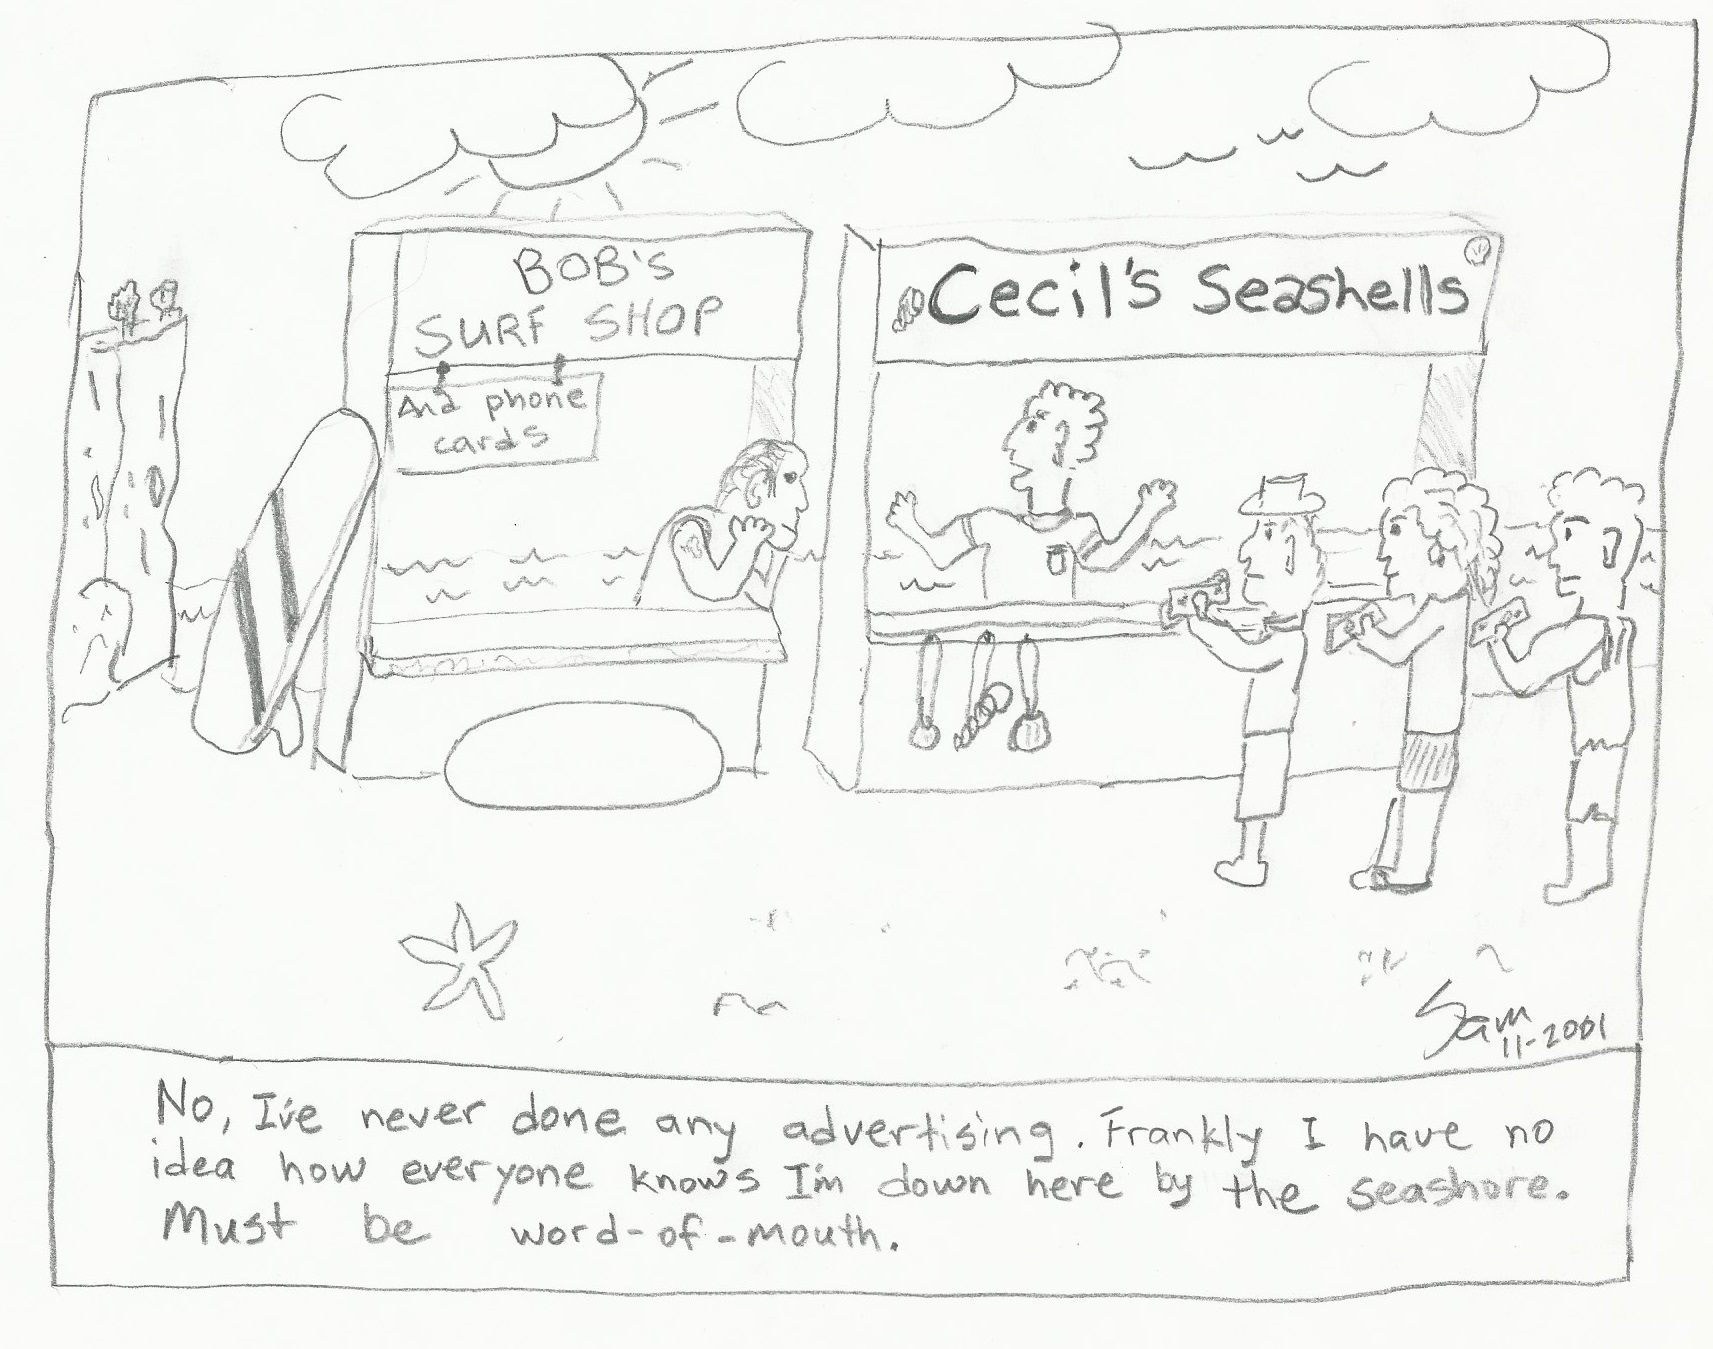 BOB's
SURF SHOP
And phone
cards
Cecil's Seashells
Sam
11-2001
No, I've never done any advertising. Frankly I have no
idea how everyone knows I'm down here by the seashore.
Must be word-of-mouth.